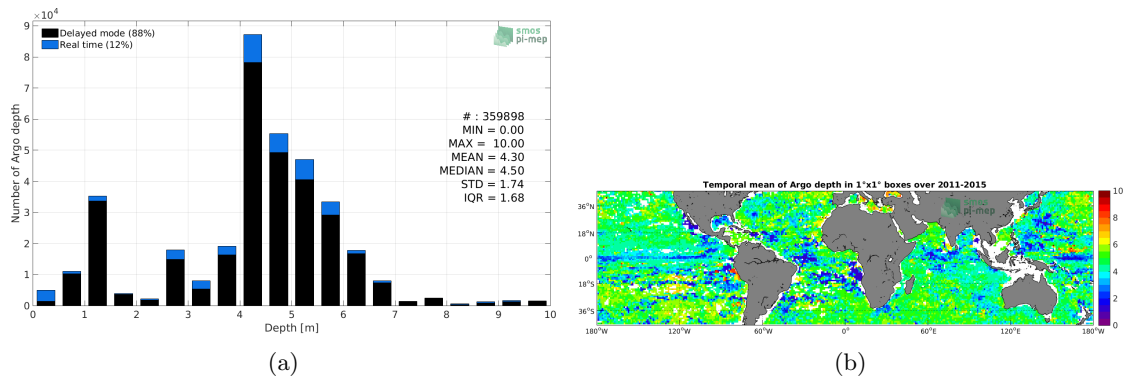 ×10⁴
Delayed mode (88%)
Real time (12%)
smos
pi-mep
9
8
7
6
5
4
3
2
1
0
Number of Argo depth
# : 359898
MIN = 0.00
MAX = 10.00
MEAN = 4.30
MEDIAN = 4.50
STD = 1.74
IQR = 1.68
0 1 2 3 4 5 6 7 8 9 10
Depth [m]
(a)
Temporal mean of Argo depth in 1°x1° boxes over 2011-2015
smos
pi-mep
36°N
18°N
0°
18°S
36°S
180°W 120°W 60°W 0° 60°E 120°E 180°W
10
8
6
4
2
0
(b)